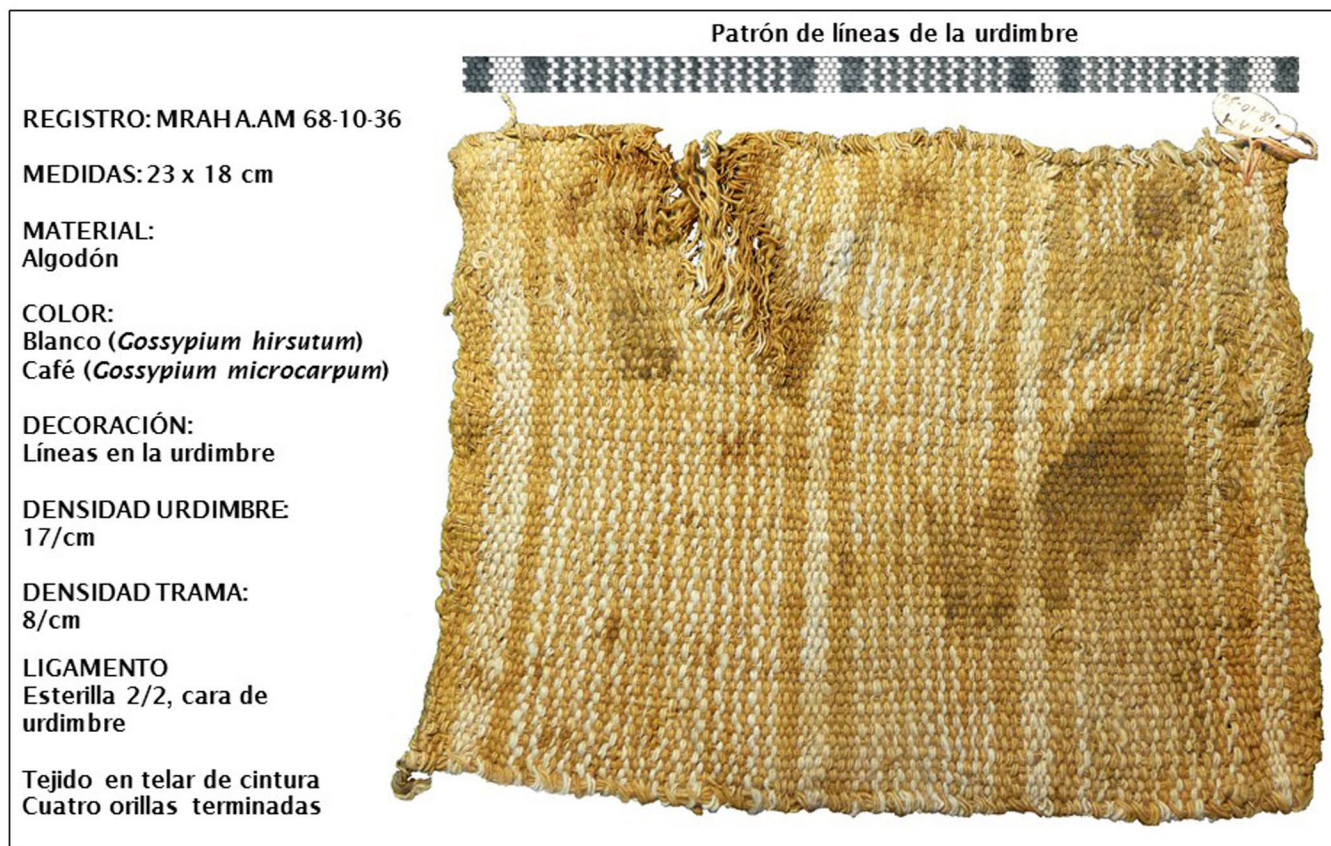 Patrón de líneas de la urdimbre
REGISTRO: MRAHA.AM 68-10-36
MEDIDAS: 23 x 18 cm
MATERIAL:
Algodón
COLOR:
Blanco (Gossypium hirsutum)
Café (Gossypium microcarpum)
DECORACIÓN:
Líneas en la urdimbre
DENSIDAD URDIMBRE:
17/cm
DENSIDAD TRAMA:
8/cm
LIGAMENTO
Esterilla 2/2, cara de
urdimbre
Tejido en telar de cintura
Cuatro orillas terminadas